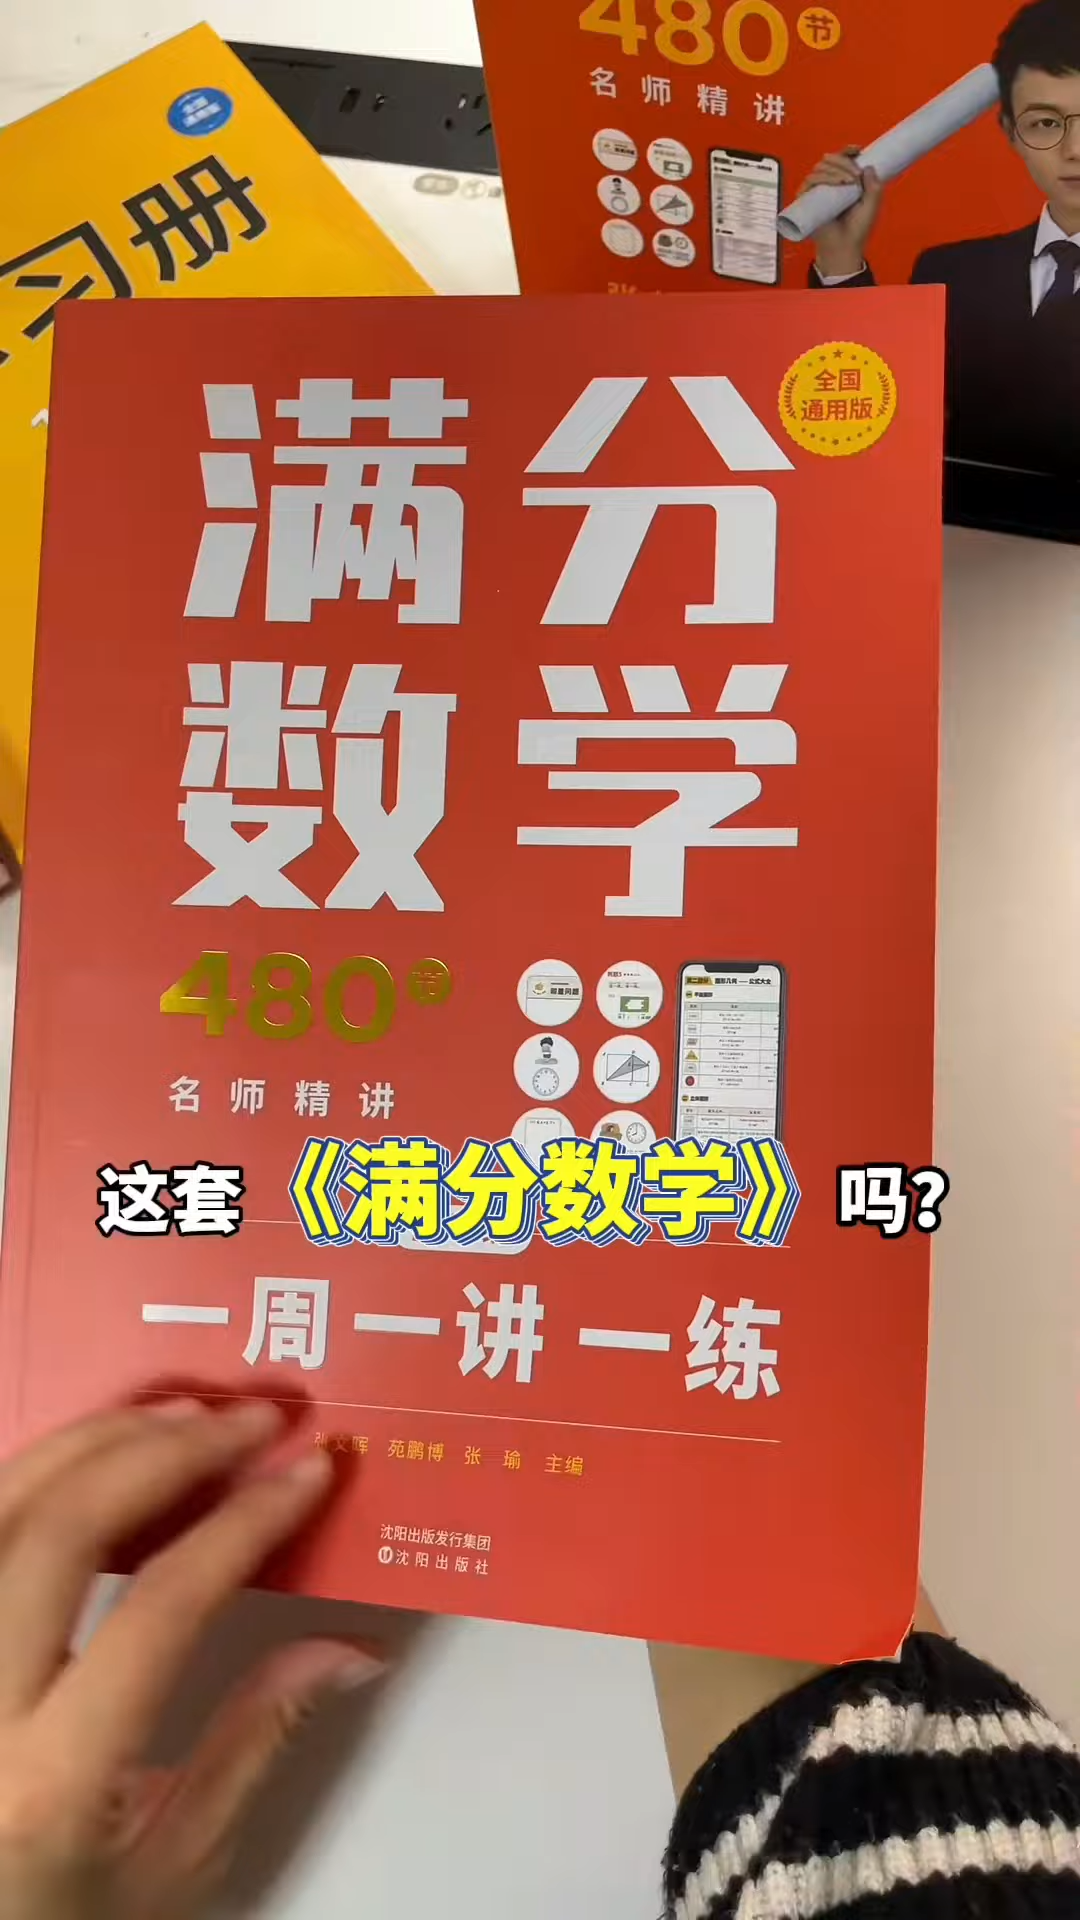 480节
名师精讲
习册
满分
数学
全国
通用版
480节
名师精讲
这套《满分数学》吗?
一周一讲一练
张文晖 苑鹏博 张瑜 主编
沈阳出版发行集团
沈阳出版社